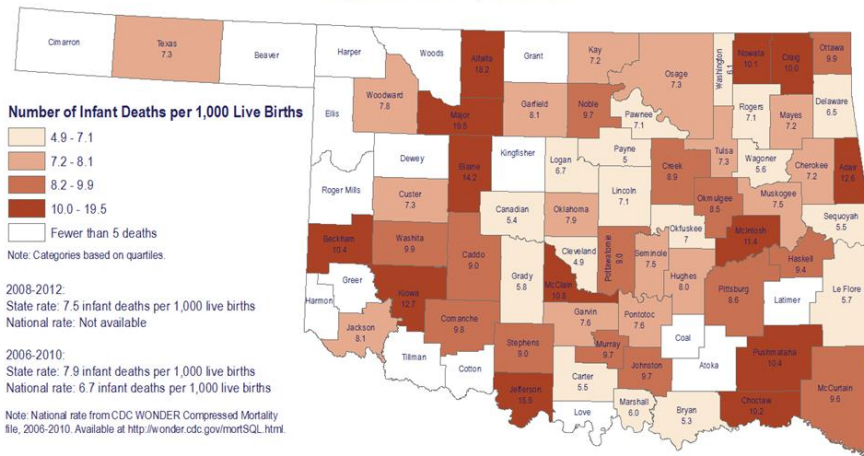 Cimarron
Texas
7.3
Beaver
Harper
Woods
Alfalfa
18.2
Grant
Kay
7.2
Osage
7.3
Washington
6.1
Nowata
10.1
Craig
10.0
Ottawa
9.9
Ellis
Woodward
7.8
Major
19.5
Garfield
8.1
Noble
9.7
Pawnee
7.1
Rogers
7.1
Mayes
7.2
Delaware
6.5
Number of Infant Deaths per 1,000 Live Births
4.9 - 7.1
7.2 - 8.1
8.2 - 9.9
10.0 - 19.5
Fewer than 5 deaths
Note: Categories based on quartiles.
Dewey
Blaine
14.2
Kingfisher
Logan
6.7
Payne
5
Creek
8.9
Tulsa
7.3
Wagoner
5.6
Cherokee
7.2
Adair
12.6
Roger Mills
Custer
7.3
Canadian
5.4
Oklahoma
7.9
Lincoln
7.1
Okmulgee
8.5
Muskogee
7.5
Okfuskee
7
McIntosh
11.4
Sequoyah
5.5
Beckham
10.4
Washita
9.9
Caddo
9.0
Grady
5.8
Cleveland
4.9
Pottawatomie
9.0
Seminole
7.5
Hughes
8.0
Haskell
9.4
Pittsburg
8.6
Latimer
Le Flore
5.7
Greer
Kiowa
12.7
McClain
10.8
Harmon
Jackson
8.1
Comanche
9.8
Garvin
7.6
Pontotoc
7.6
Coal
Tillman
Stephens
9.0
Murray
9.7
Johnston
9.7
Atoka
Pushmataha
10.4
Cotton
Jefferson
15.5
Carter
5.5
Love
Marshall
6.0
Bryan
5.3
Choctaw
10.2
McCurtain
9.6
2008-2012:
State rate: 7.5 infant deaths per 1,000 live births
National rate: Not available
2006-2010:
State rate: 7.9 infant deaths per 1,000 live births
National rate: 6.7 infant deaths per 1,000 live births
Note: National rate from CDC WONDER Compressed Mortality
file, 2006-2010. Available at http://wonder.cdc.gov/mortSQL.html.